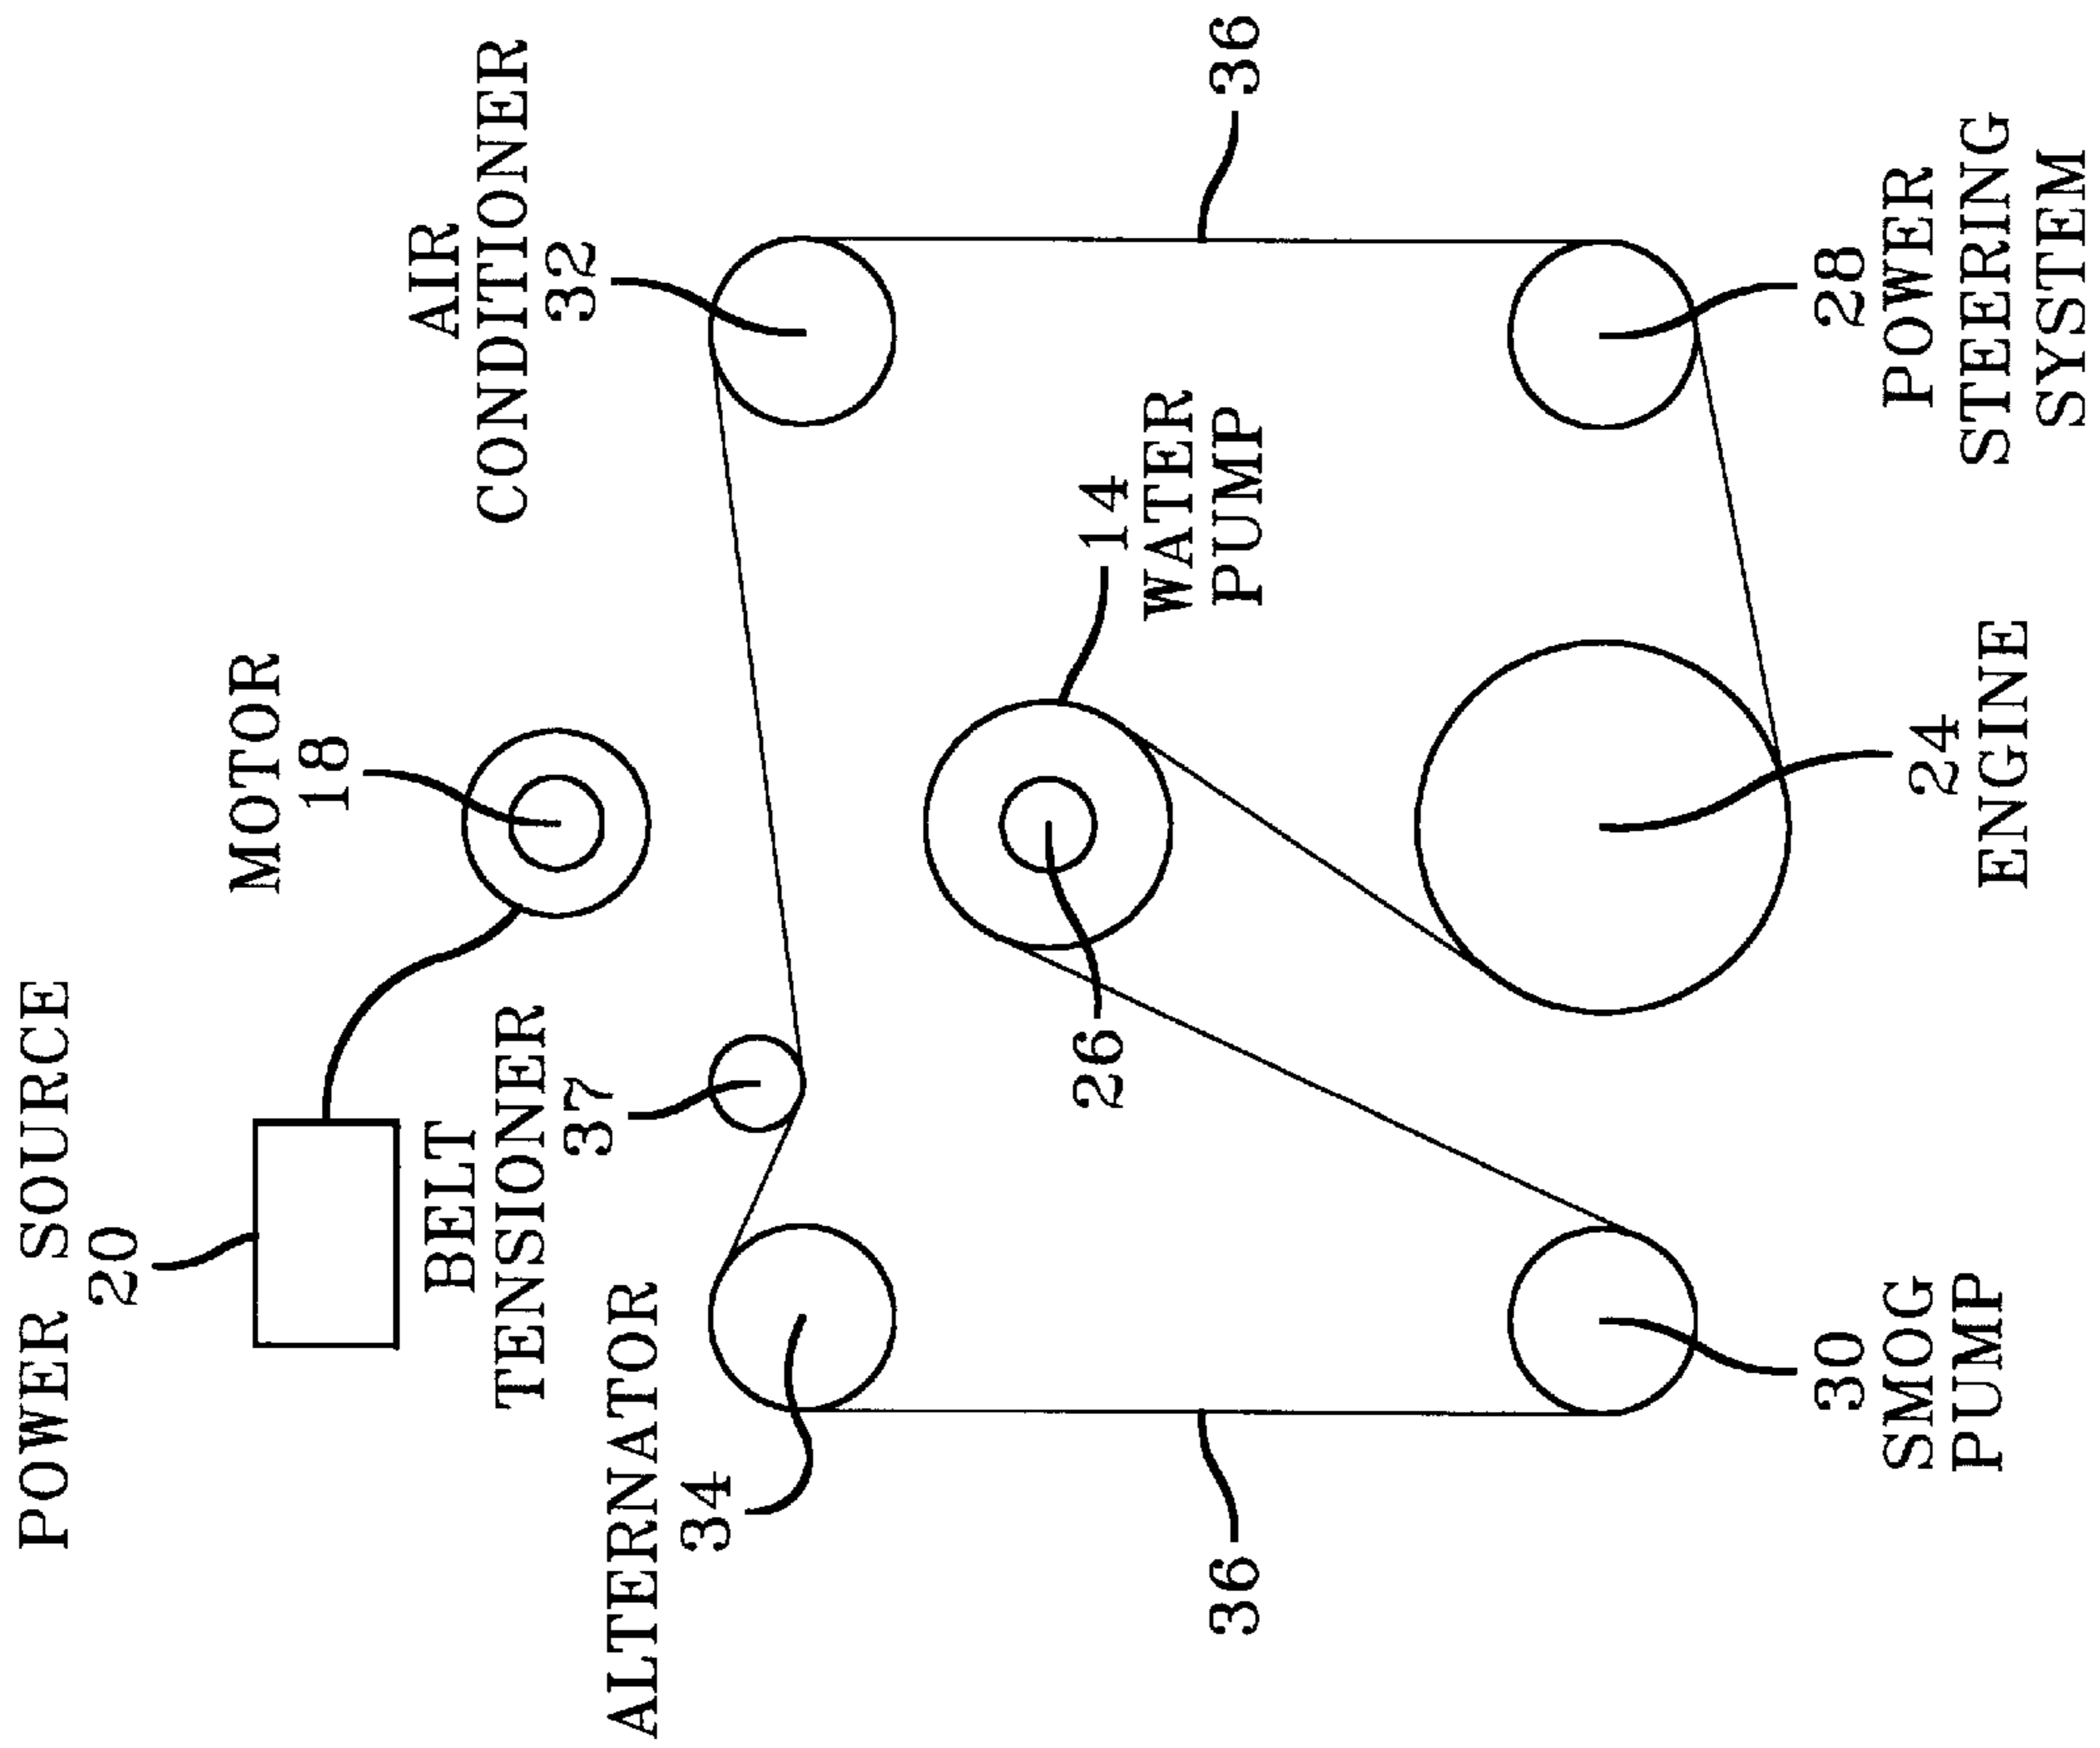 POWER SOURCE
20
MOTOR
18
AIR
CONDITIONER
32
BELT
TENSIONER
37
ALTERNATOR
34
14
WATER
PUMP
26
36
36
30
SMOG
PUMP
24
ENGINE
28
POWER
STEERING
SYSTEM